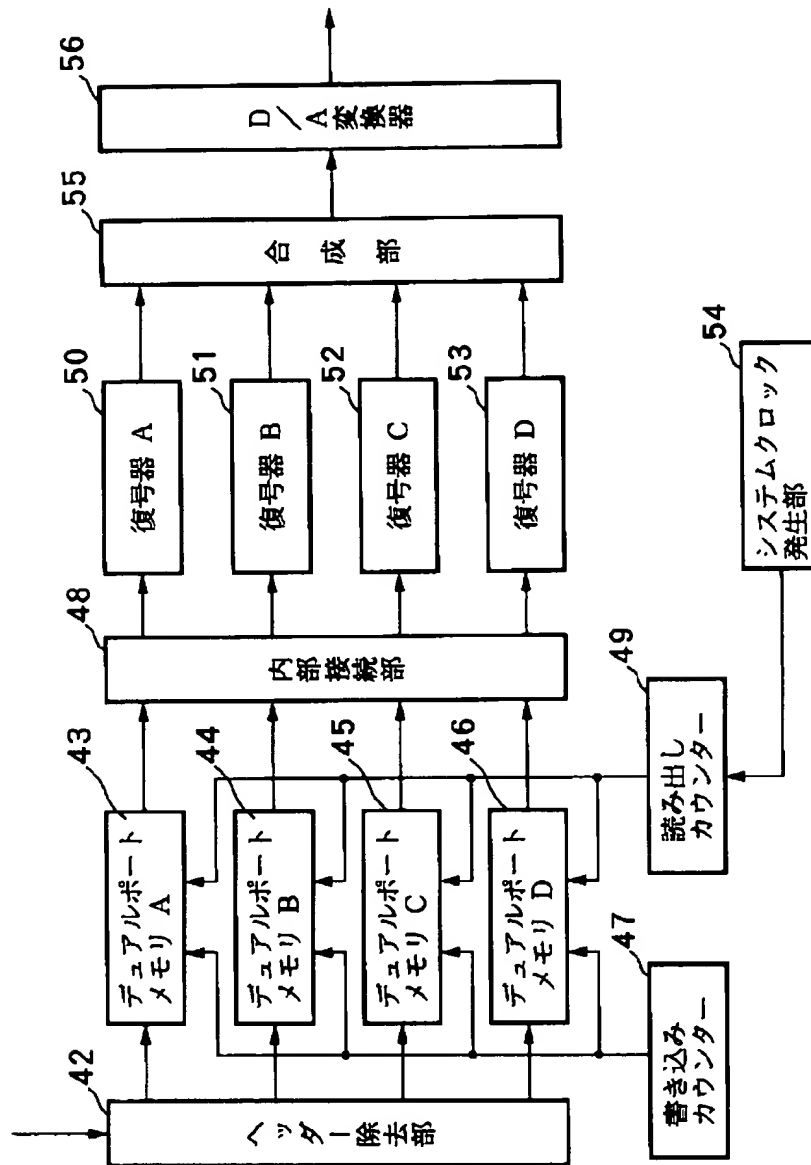 42
ヘッダー除去部
43
デュアルポート
メモリ A
44
デュアルポート
メモリ B
45
デュアルポート
メモリ C
46
デュアルポート
メモリ D
47
書き込み
カウンター
48
内部接続部
49
読み出し
カウンター
50
復号器 A
51
復号器 B
52
復号器 C
53
復号器 D
54
システムクロック
発生部
55
合成部
56
D/A変換器